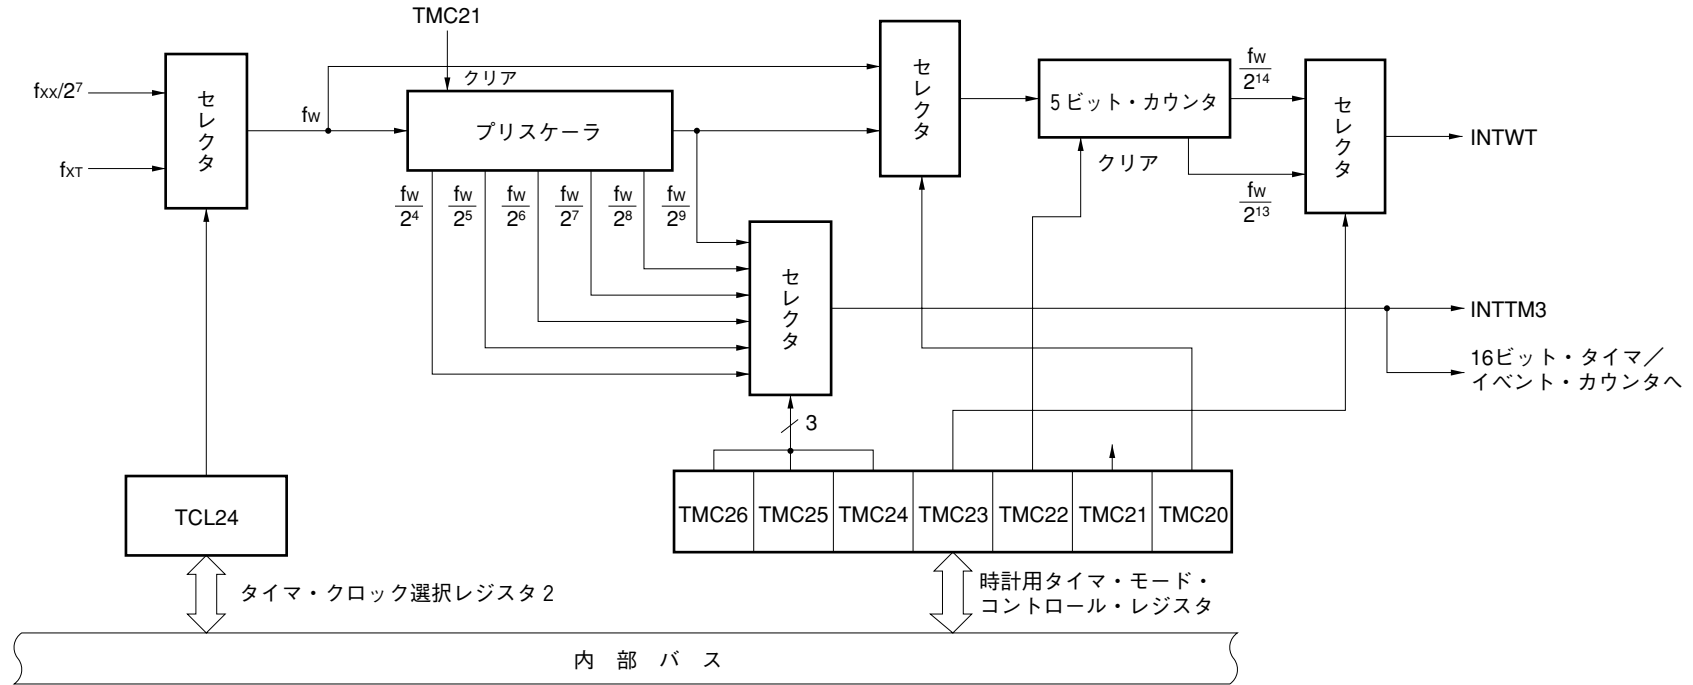 TMC21
fxx/2⁷
fxт
セレクタ
fw
クリア
プリスケーラ
fw/2⁴
fw/2⁵
fw/2⁶
fw/2⁷
fw/2⁸
fw/2⁹
セレクタ
セレクタ
5ビット・カウンタ
クリア
fw/2¹⁴
fw/2¹³
セレクタ
INTWT
INTTM3
16ビット・タイマ／
イベント・カウンタへ
3
TCL24
TMC26 TMC25 TMC24 TMC23 TMC22 TMC21 TMC20
タイマ・クロック選択レジスタ2
時計用タイマ・モード・
コントロール・レジスタ
内部バス